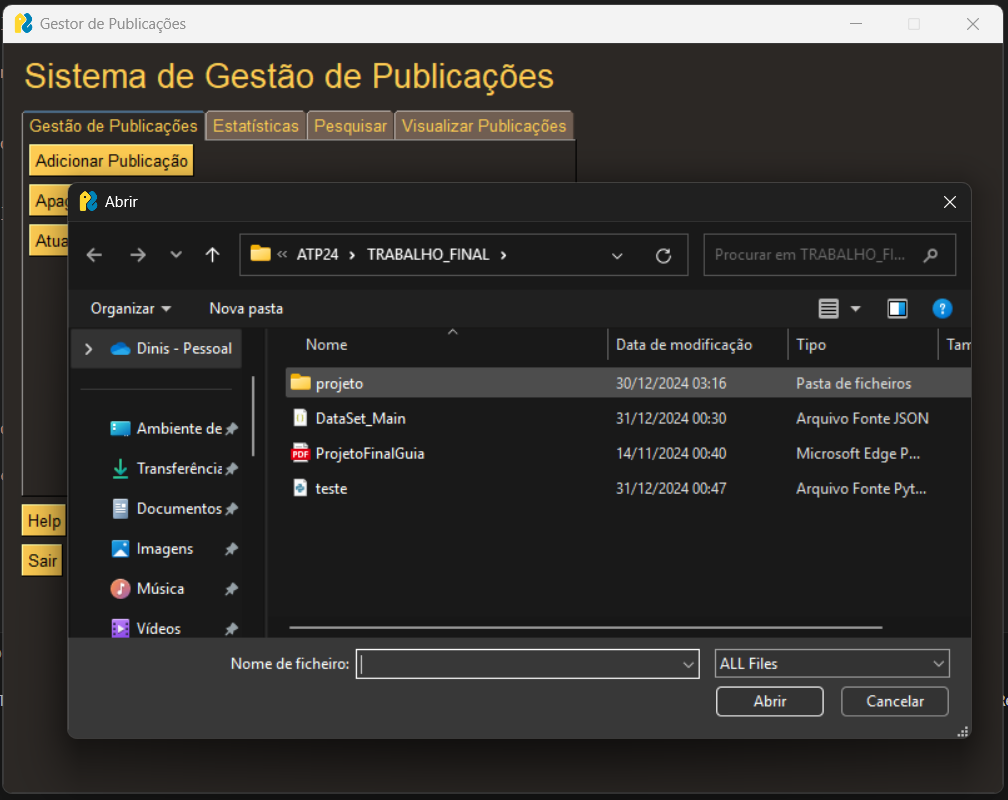 Gestor de Publicações
Sistema de Gestão de Publicações
Gestão de Publicações Estatísticas Pesquisar Visualizar Publicações
Adicionar Publicação
Apag
Atua
Abrir
« ATP24 > TRABALHO_FINAL >
Procurar em TRABALHO_FI...
Organizar Nova pasta
Dinis - Pessoal
Nome Data de modificação Tipo Tam
projeto 30/12/2024 03:16 Pasta de ficheiros
DataSet_Main 31/12/2024 00:30 Arquivo Fonte JSON
PDF ProjetoFinalGuia 14/11/2024 00:40 Microsoft Edge P...
teste 31/12/2024 00:47 Arquivo Fonte Pyt...
Ambiente de
Transferência
Documentos
Imagens
Música
Vídeos
Help
Sair
Nome de ficheiro: ALL Files
Abrir Cancelar